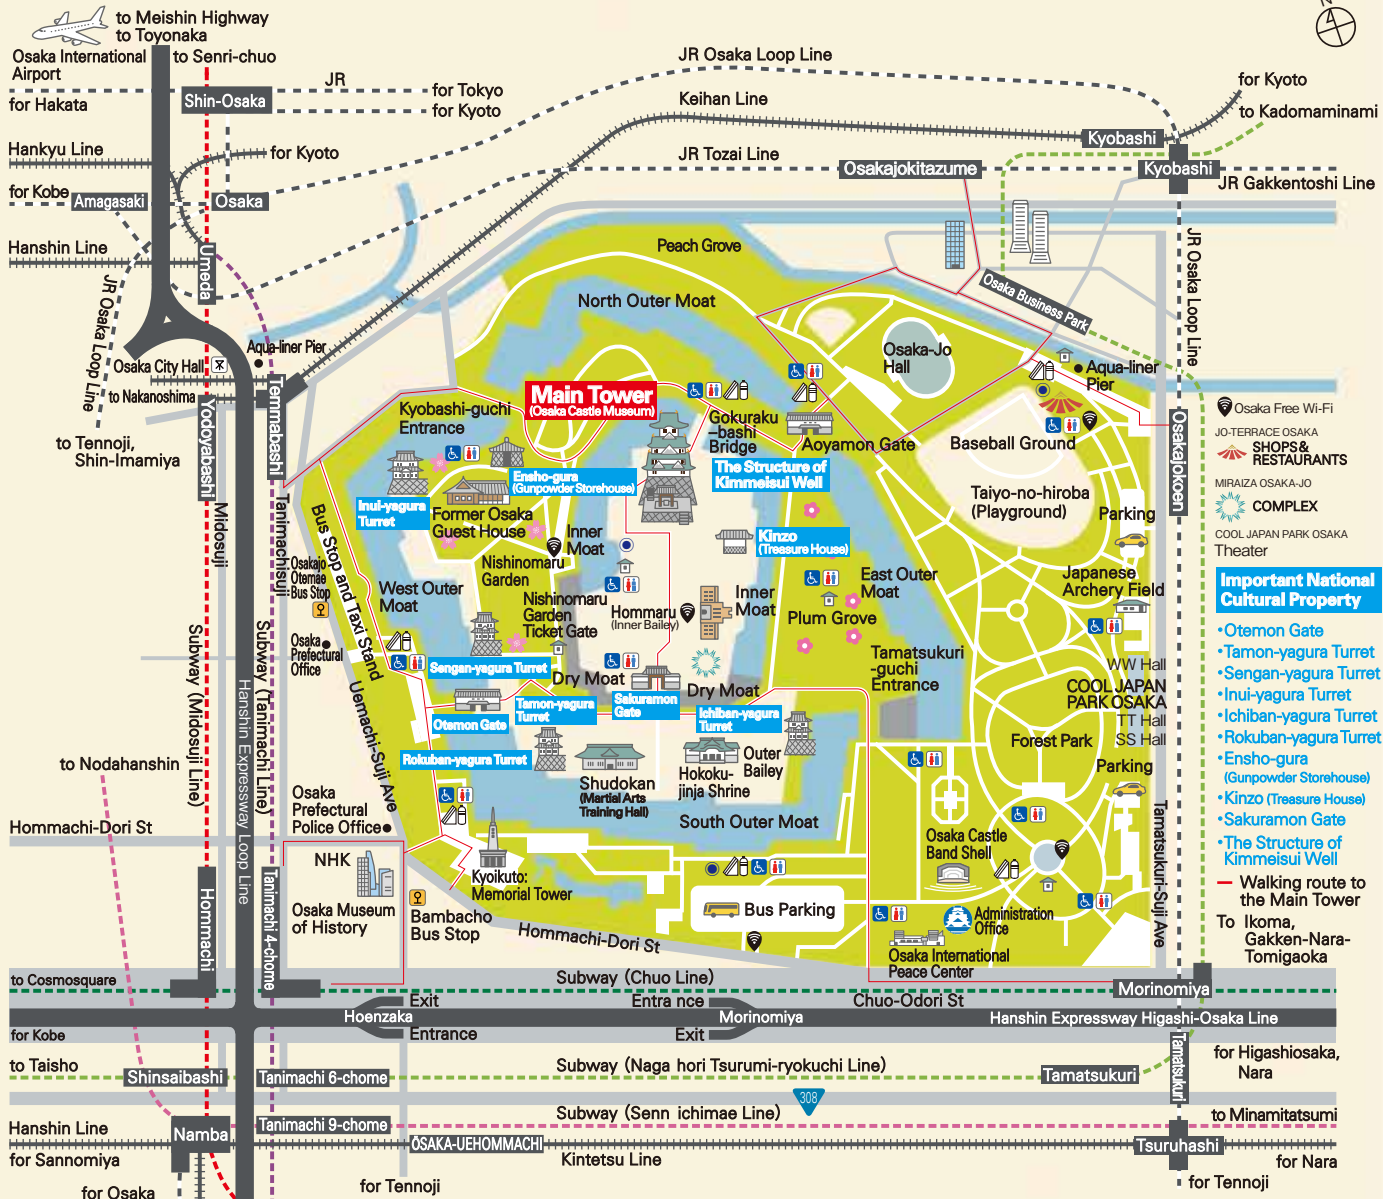 to Meishin Highway
to Toyonaka
Osaka International
Airport
to Senri-chuo
for Hakata
Shin-Osaka
JR
for Tokyo
for Kyoto
JR Osaka Loop Line
Keihan Line
JR Tozai Line
N
for Kyoto
to Kadomaminami
Kyobashi
Kyobashi
Osakajokitazume
JR Gakkentoshi Line
Hankyu Line
for Kyoto
for Kobe
Amagasaki
Osaka
Hanshin Line
Umeda
JR Osaka Loop Line
JR Osaka Loop Line
Peach Grove
North Outer Moat
Osaka Business Park
Osaka-Jo
Hall
Aqua-liner
Pier
Aqua-liner Pier
Osaka City Hall
to Nakanoshima
Temmabashi
Yodoyabashi
to Tennoji,
Shin-Imamiya
Main Tower
(Osaka Castle Museum)
Kyobashi-guchi
Entrance
Gokuraku
-bashi
Bridge
Aoyamon Gate
Baseball Ground
Osakajokoen
Osaka Free Wi-Fi
JO-TERRACE OSAKA
SHOPS&
RESTAURANTS
MIRAIZA OSAKA-JO
COMPLEX
COOL JAPAN PARK OSAKA
Theater
Ensho-gura
(Gunpowder Storehouse)
The Structure of
Kimmeisui Well
Inui-yagura
Turret
Former Osaka
Guest House
Inner
Moat
Kinzo
(Treasure House)
Taiyo-no-hiroba
(Playground)
Parking
Midosuji
Tanimachisuji
Bus Stop and Taxi Stand
Osakajo
Otemae
Bus Stop
Osaka
Prefectural
Office
West Outer
Moat
Nishinomaru
Garden
Nishinomaru
Garden
Ticket Gate
Hommaru
(Inner Bailey)
Inner
Moat
East Outer
Moat
Plum Grove
Japanese
Archery Field
Important National
Cultural Property
•Otemon Gate
•Tamon-yagura Turret
•Sengan-yagura Turret
•Inui-yagura Turret
•Ichiban-yagura Turret
•Rokuban-yagura Turret
•Ensho-gura
(Gunpowder Storehouse)
•Kinzo (Treasure House)
•Sakuramon Gate
•The Structure of
Kimmeisui Well
Walking route to
the Main Tower
To Ikoma,
Gakken-Nara-
Tomigaoka
Subway (Midosuji Line)
Subway (Tanimachi Line)
Hanshin Expressway Loop Line
Uemachi-Suji Ave
Sengan-yagura Turret
Dry Moat
Sakuramon
Gate
Dry Moat
Tamatsukuri
-guchi
Entrance
WW Hall
COOL JAPAN
PARK OSAKA
TT Hall
SS Hall
Otemon Gate
Tamon-yagura
Turret
Ichiban-yagura
Turret
Rokuban-yagura Turret
Shudokan
(Martial Arts
Training Hall)
Hokoku-
jinja Shrine
Outer
Bailey
Forest Park
Parking
to Nodahanshin
Osaka
Prefectural
Police Office
Hommachi-Dori St
South Outer Moat
Osaka Castle
Band Shell
Tamatsukuri-Suji Ave
NHK
Osaka Museum
of History
Kyoikuto:
Memorial Tower
Bambacho
Bus Stop
Bus Parking
Administration
Office
Osaka International
Peace Center
Hommachi-Dori St
Hommachi
Tanimachi 4-chome
to Cosmosquare
Subway (Chuo Line)
Morinomiya
Exit
Entra nce
Chuo-Odori St
Hoenzaka
Morinomiya
Hanshin Expressway Higashi-Osaka Line
for Kobe
Entrance
Exit
Tamatsukuri
for Higashiosaka,
Nara
to Taisho
Shinsaibashi
Tanimachi 6-chome
Subway (Naga hori Tsurumi-ryokuchi Line)
Tamatsukuri
308
Subway (Senn ichimae Line)
to Minamitatsumi
Tanimachi 9-chome
Hanshin Line
Namba
ŌSAKA-UEHOMMACHI
Tsuruhashi
for Sannomiya
Kintetsu Line
for Nara
for Osaka
for Tennoji
for Tennoji